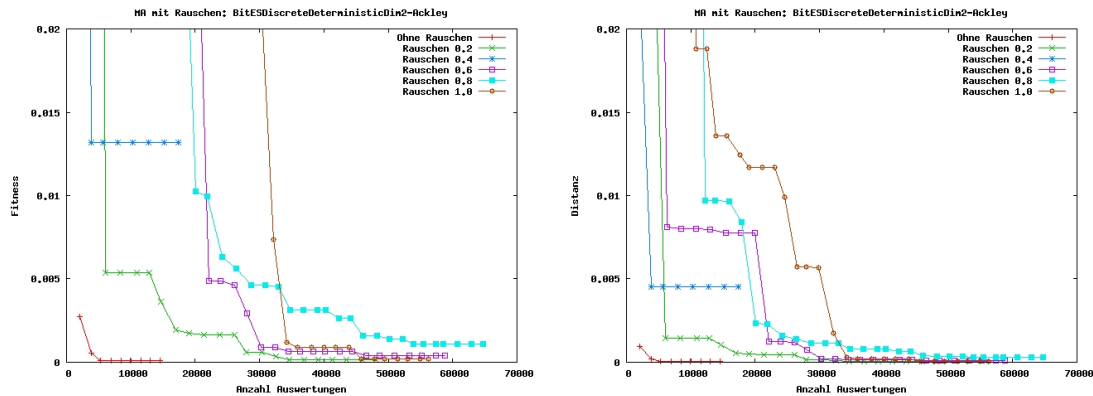 MA mit Rauschen: BitESDiscreteDeterministicDim2-Ackley
0.02
0.015
0.01
0.005
0
Fitness
Ohne Rauschen
Rauschen 0.2
Rauschen 0.4
Rauschen 0.6
Rauschen 0.8
Rauschen 1.0
0 10000 20000 30000 40000 50000 60000 70000
Anzahl Auswertungen
MA mit Rauschen: BitESDiscreteDeterministicDim2-Ackley
0.02
0.015
0.01
0.005
0
Distanz
Ohne Rauschen
Rauschen 0.2
Rauschen 0.4
Rauschen 0.6
Rauschen 0.8
Rauschen 1.0
0 10000 20000 30000 40000 50000 60000 70000
Anzahl Auswertungen